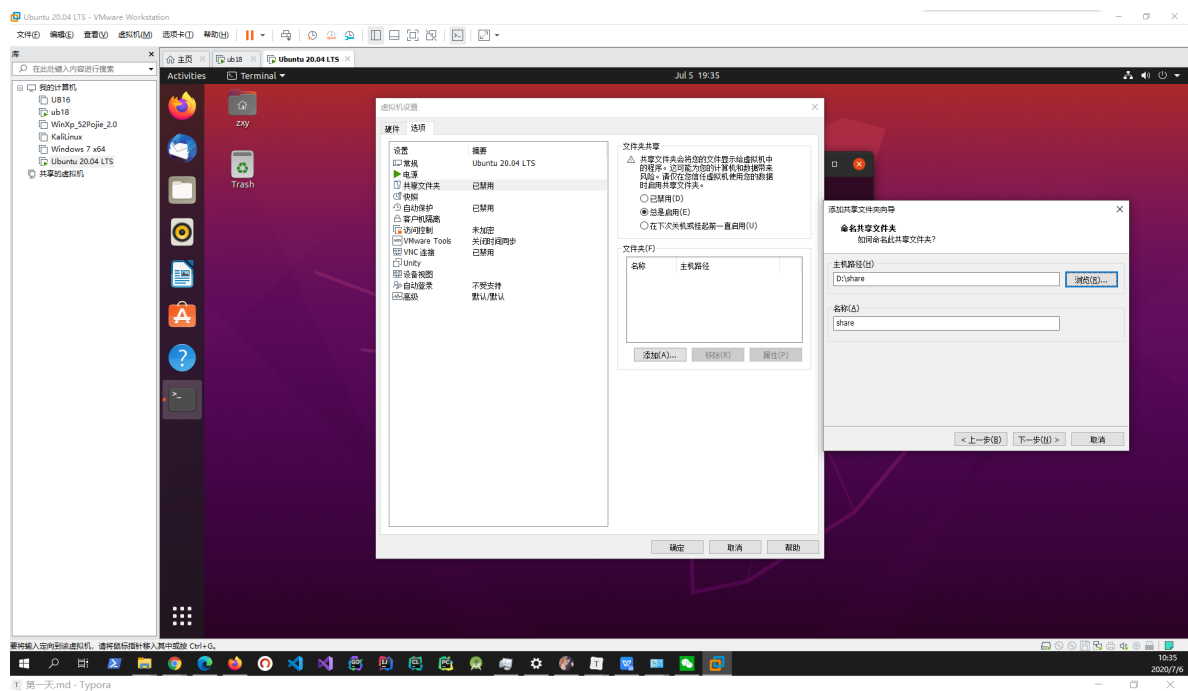 Ubuntu 20.04 LTS - VMware Workstation
文件(F) 编辑(E) 查看(V) 虚拟机(M) 选项卡(T) 帮助(H)
库
在此处键入内容进行搜索
我的计算机
UB16
ub18
WinXp_52Pojie_2.0
KaliLinux
Windows 7 x64
Ubuntu 20.04 LTS
共享的虚拟机
主页 ub18 Ubuntu 20.04 LTS
Activities Terminal Jul 5 19:35
zxy
Trash
虚拟机设置
硬件 选项
设置 摘要
常规 Ubuntu 20.04 LTS
电源
共享文件夹 已禁用
快照
自动保护 已禁用
客户机隔离
访问控制 未加密
VMware Tools 关闭时间同步
VNC 连接 已禁用
Unity
设备视图
自动登录 不受支持
高级 默认/默认
文件夹共享
共享文件夹会将您的文件显示给虚拟机中
的程序。这可能为您的计算机和数据带来
风险。请仅在您信任虚拟机使用您的数据
时启用共享文件夹。
已禁用(D)
总是启用(E)
在下次关机或挂起前一直启用(U)
文件夹(F)
名称 主机路径
添加(A)... 移除(R) 属性(P)
确定 取消 帮助
添加共享文件夹向导
命名共享文件夹
如何命名此共享文件夹?
主机路径(H)
D:\share 浏览(R)...
名称(A)
share
< 上一步(B) 下一步(N) > 取消
要将输入定向到该虚拟机，请将鼠标指针移入其中或按 Ctrl+G。
10:35
2020/7/6
第一天.md - Typora